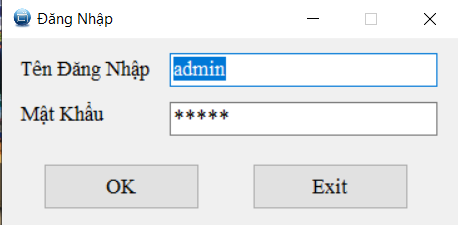 Đăng Nhập
Tên Đăng Nhập admin
Mật Khẩu *****
OK Exit